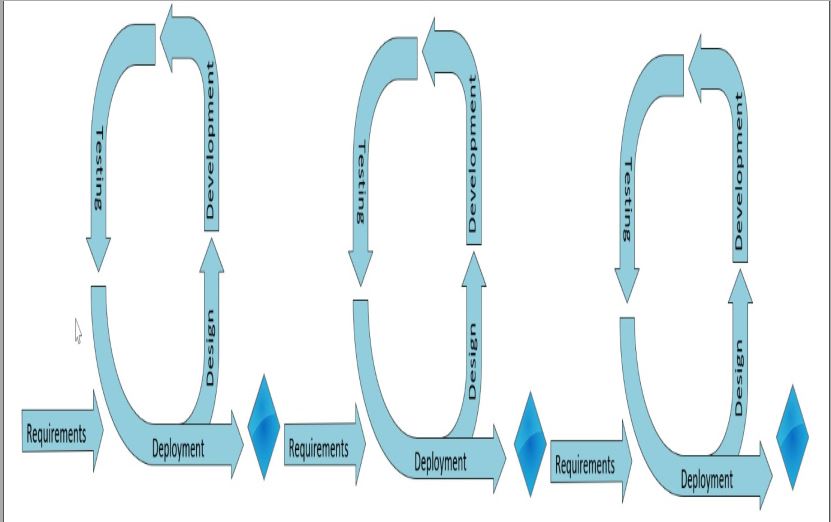 Requirements
Deployment
Design
Development
Testing
Requirements
Deployment
Design
Development
Testing
Requirements
Deployment
Design
Development
Testing